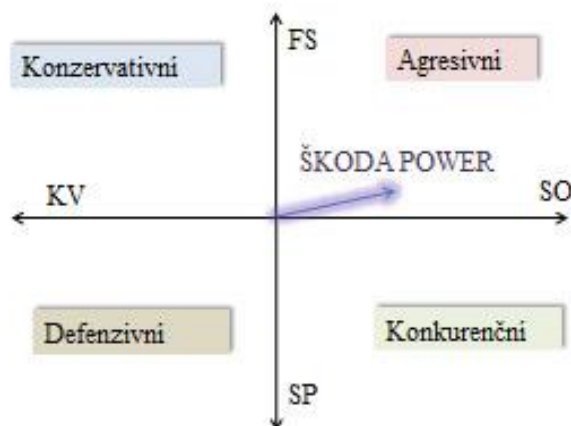 FS
Konzervativní
Agresivní
ŠKODA POWER
KV
SO
Defenzivní
Konkurenční
SP